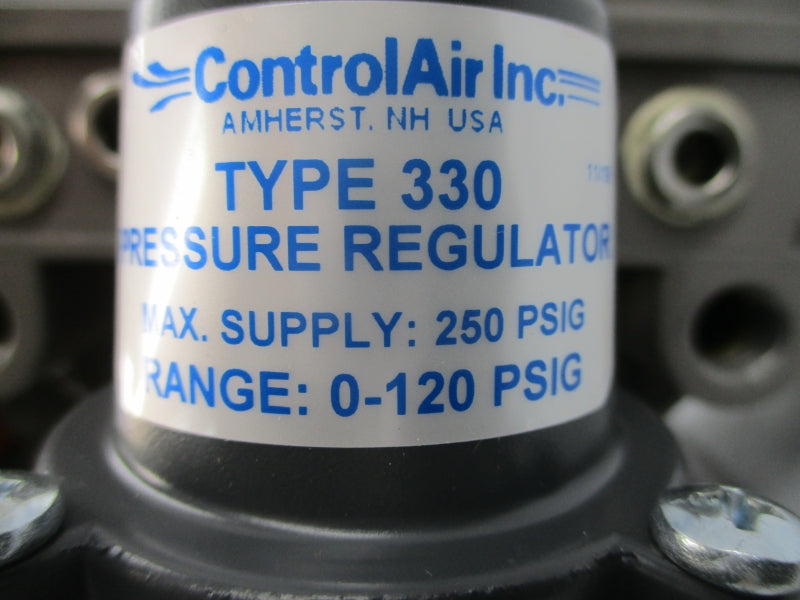 ControlAir Inc.
AMHERST, NH USA
TYPE 330
PRESSURE REGULATOR
MAX. SUPPLY: 250 PSIG
RANGE: 0-120 PSIG